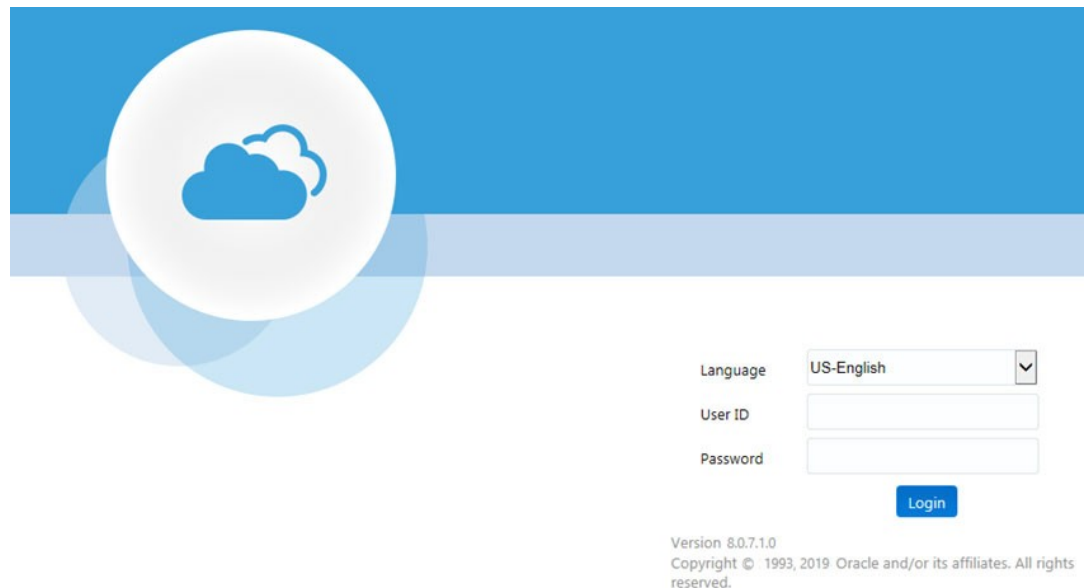 Language US-English
User ID
Password
Login
Version 8.0.7.1.0
Copyright © 1993, 2019 Oracle and/or its affiliates. All rights
reserved.